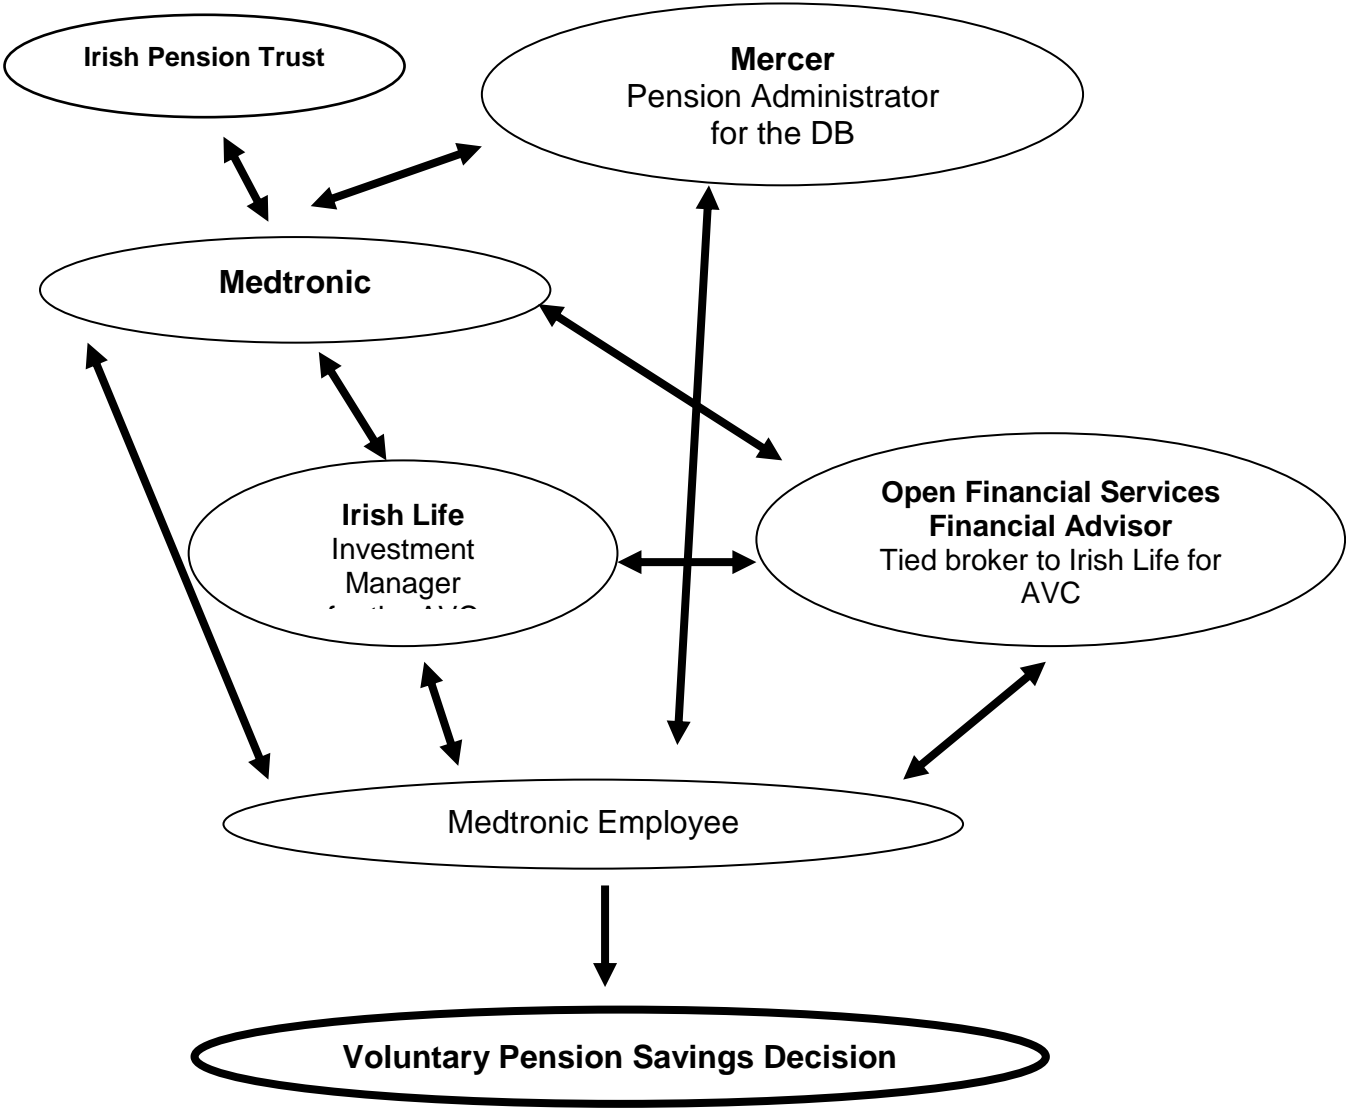 Irish Pension Trust
Mercer
Pension Administrator
for the DB
Medtronic
Irish Life
Investment
Manager
Open Financial Services
Financial Advisor
Tied broker to Irish Life for
AVC
Medtronic Employee
Voluntary Pension Savings Decision